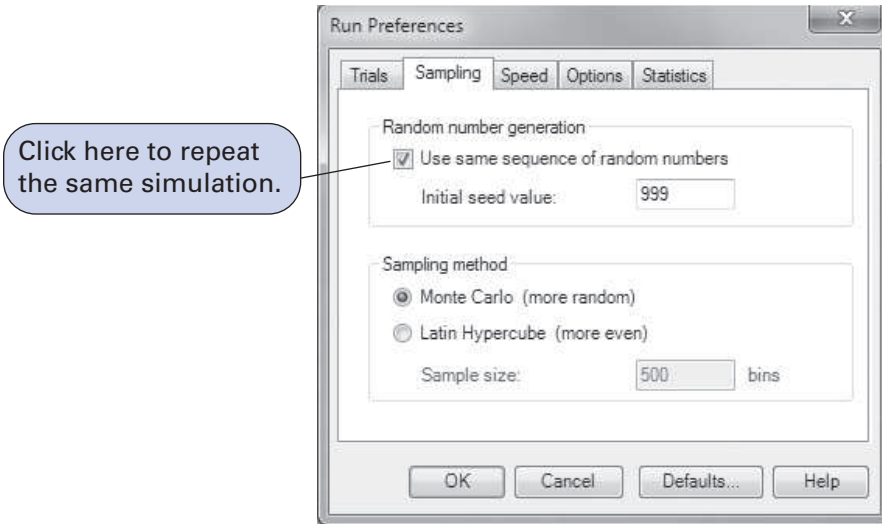 Run Preferences
Trials Sampling Speed Options Statistics
Random number generation
Click here to repeat
the same simulation.
Use same sequence of random numbers
Initial seed value: 999
Sampling method
Monte Carlo (more random)
Latin Hypercube (more even)
Sample size: 500 bins
OK Cancel Defaults... Help